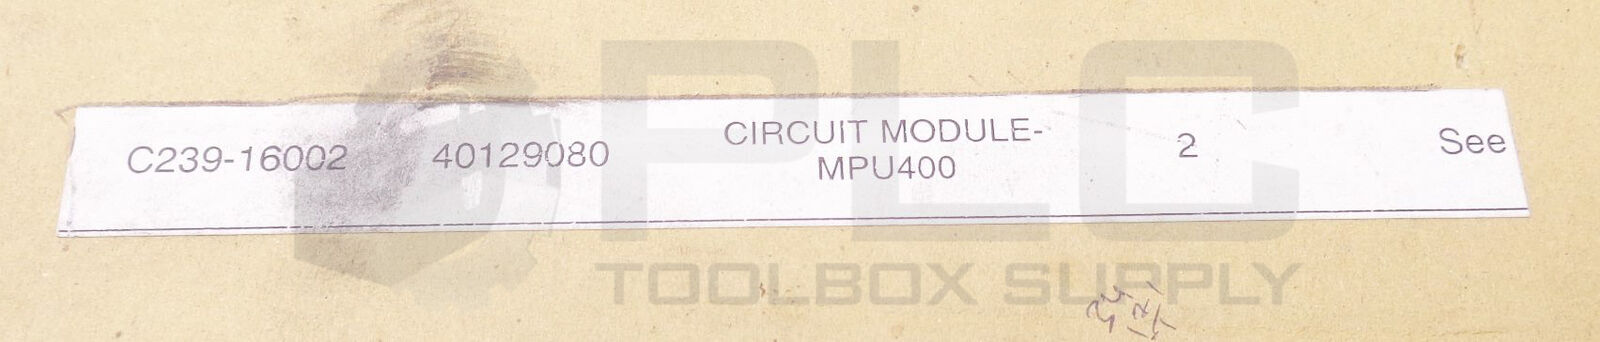 C239-16002 40129080 CIRCUIT MODULE- 2 See
MPU400
PLC
TOOLBOX SUPPLY